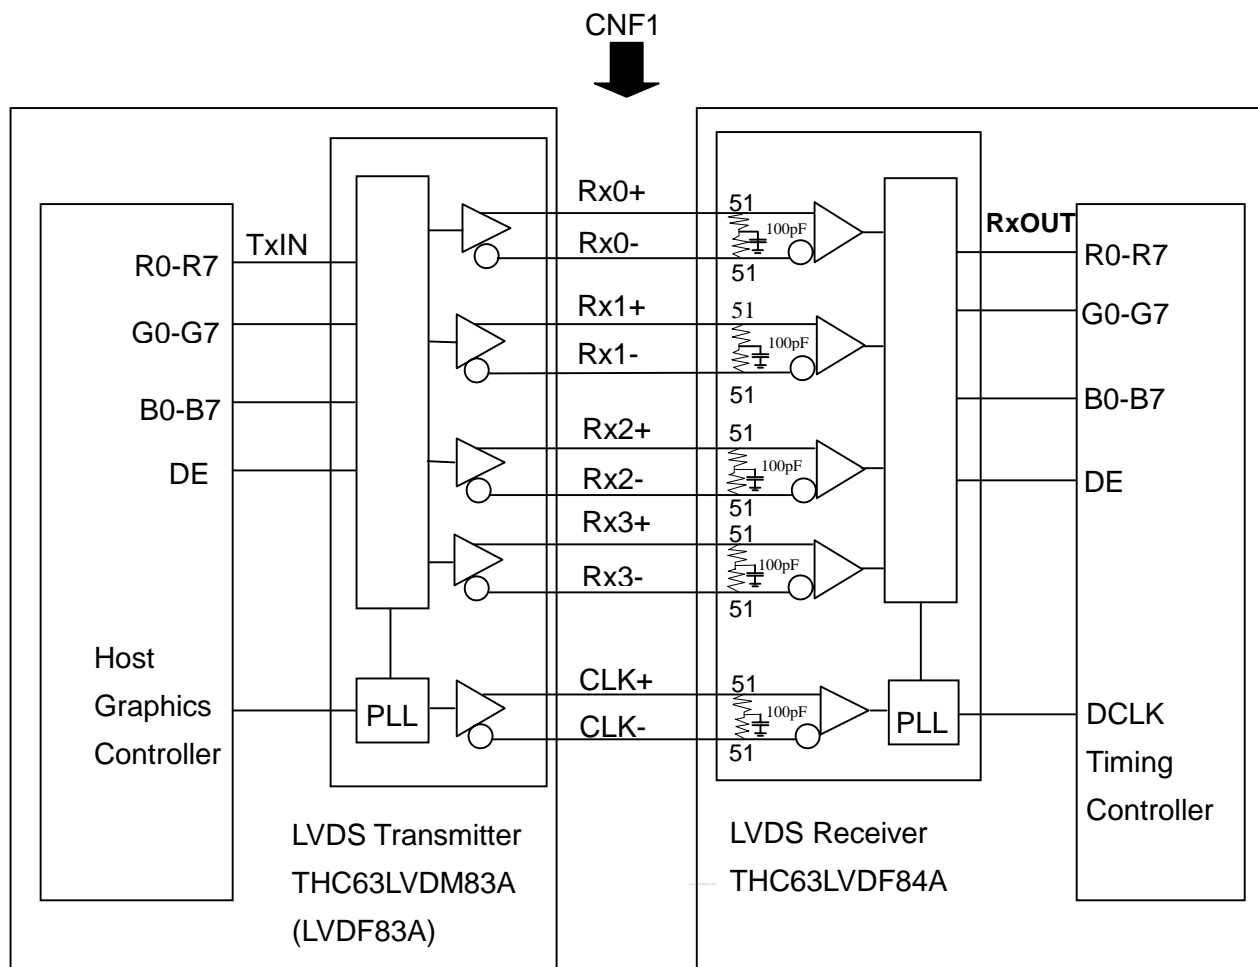 CNF1
TxIN
R0-R7
G0-G7
B0-B7
DE
Host
Graphics
Controller
PLL
Rx0+
Rx0-
Rx1+
Rx1-
Rx2+
Rx2-
Rx3+
Rx3-
CLK+
CLK-
51
100pF
51
51
100pF
51
51
100pF
51
51
100pF
51
51
100pF
51
PLL
RxOUT
R0-R7
G0-G7
B0-B7
DE
DCLK
Timing
Controller
LVDS Transmitter
THC63LVDM83A
(LVDF83A)
LVDS Receiver
THC63LVDF84A